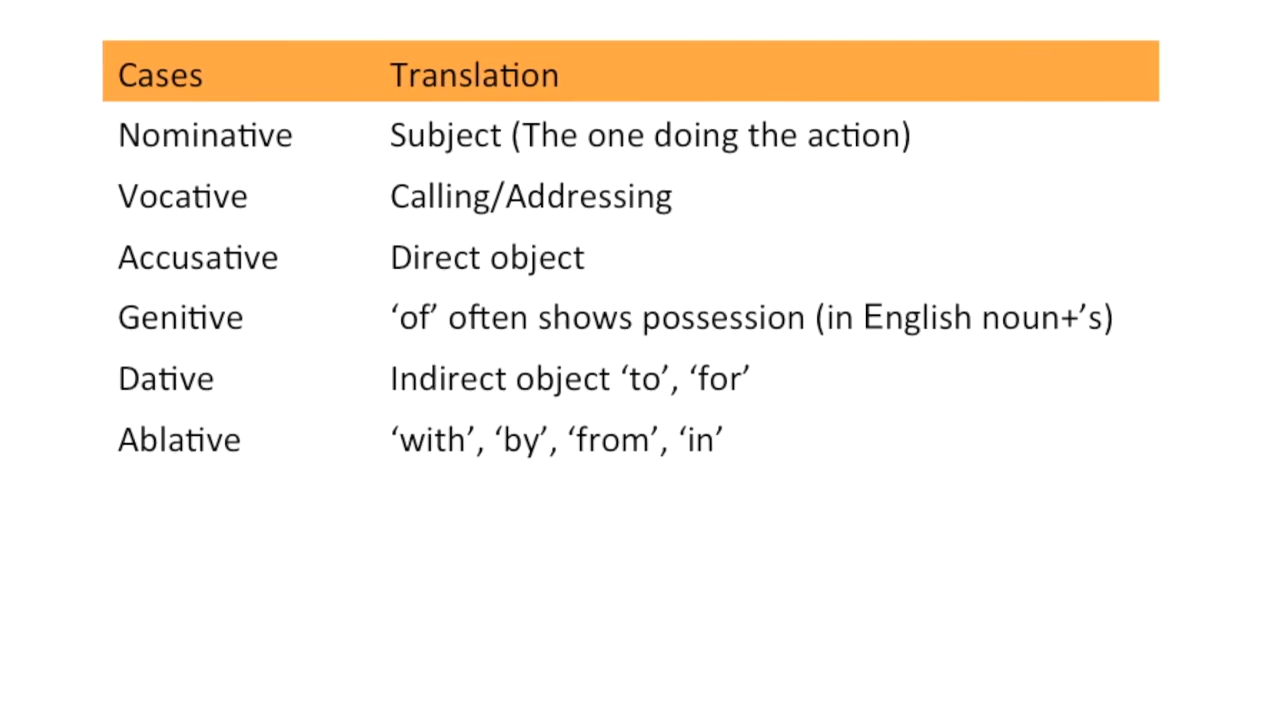 Cases Translation
Nominative Subject (The one doing the action)
Vocative Calling/Addressing
Accusative Direct object
Genitive ‘of’ often shows possession (in English noun+’s)
Dative Indirect object ‘to’, ‘for’
Ablative ‘with’, ‘by’, ‘from’, ‘in’